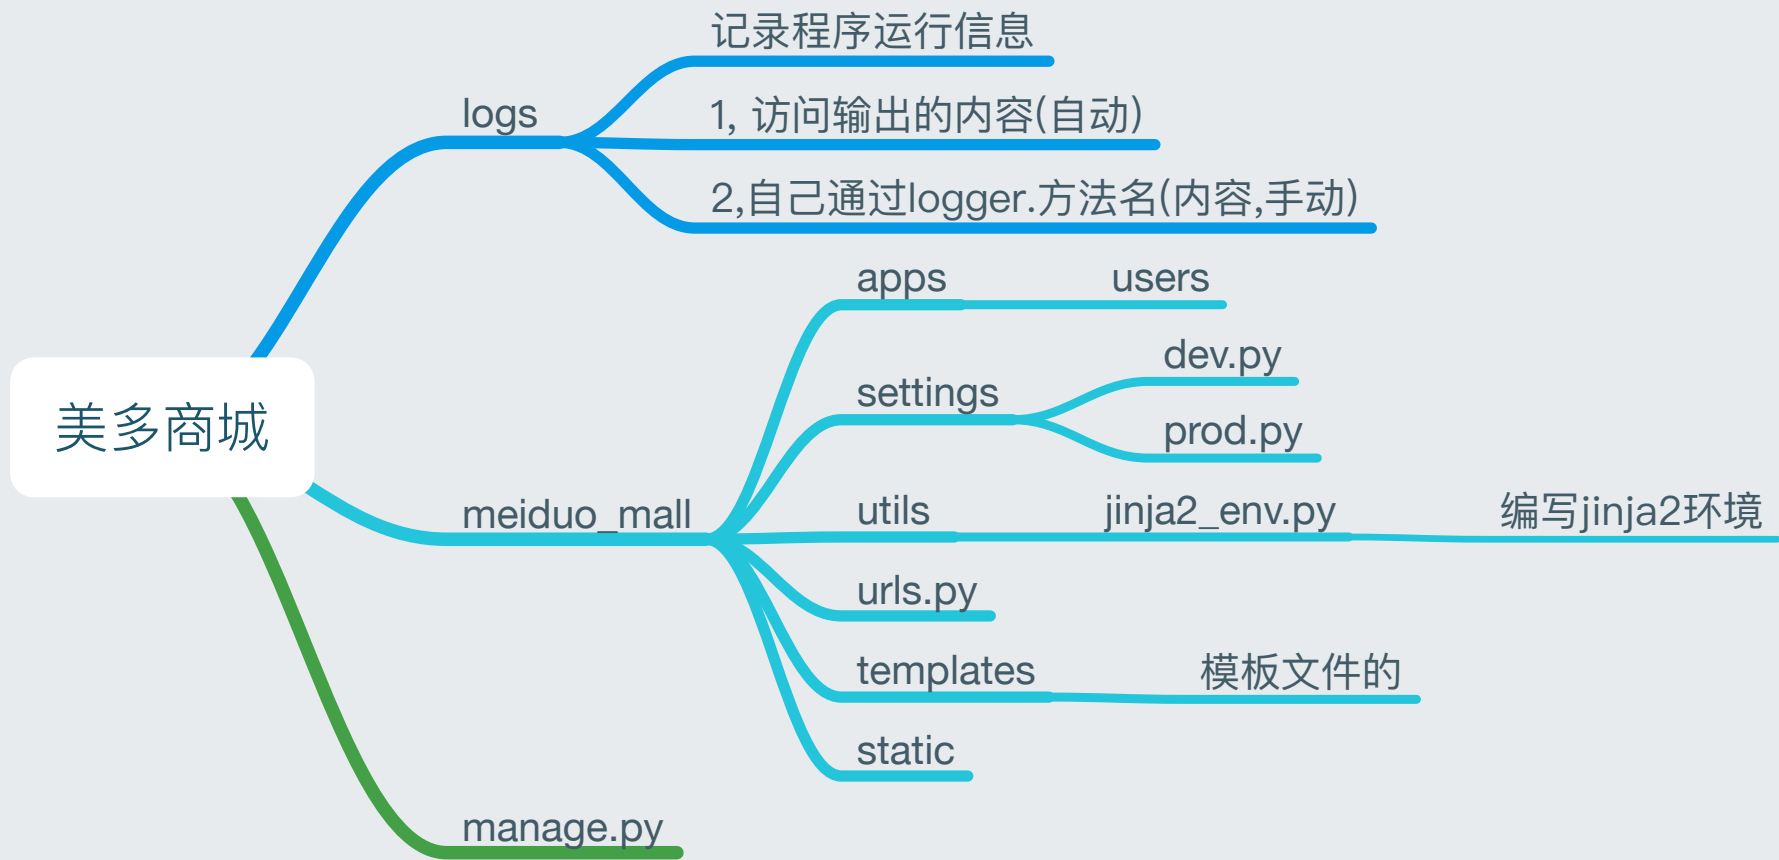 美多商城
logs
记录程序运行信息
1, 访问输出的内容(自动)
2,自己通过logger.方法名(内容,手动)
meiduo_mall
apps
users
settings
dev.py
prod.py
utils
jinja2_env.py
编写jinja2环境
urls.py
templates
模板文件的
static
manage.py